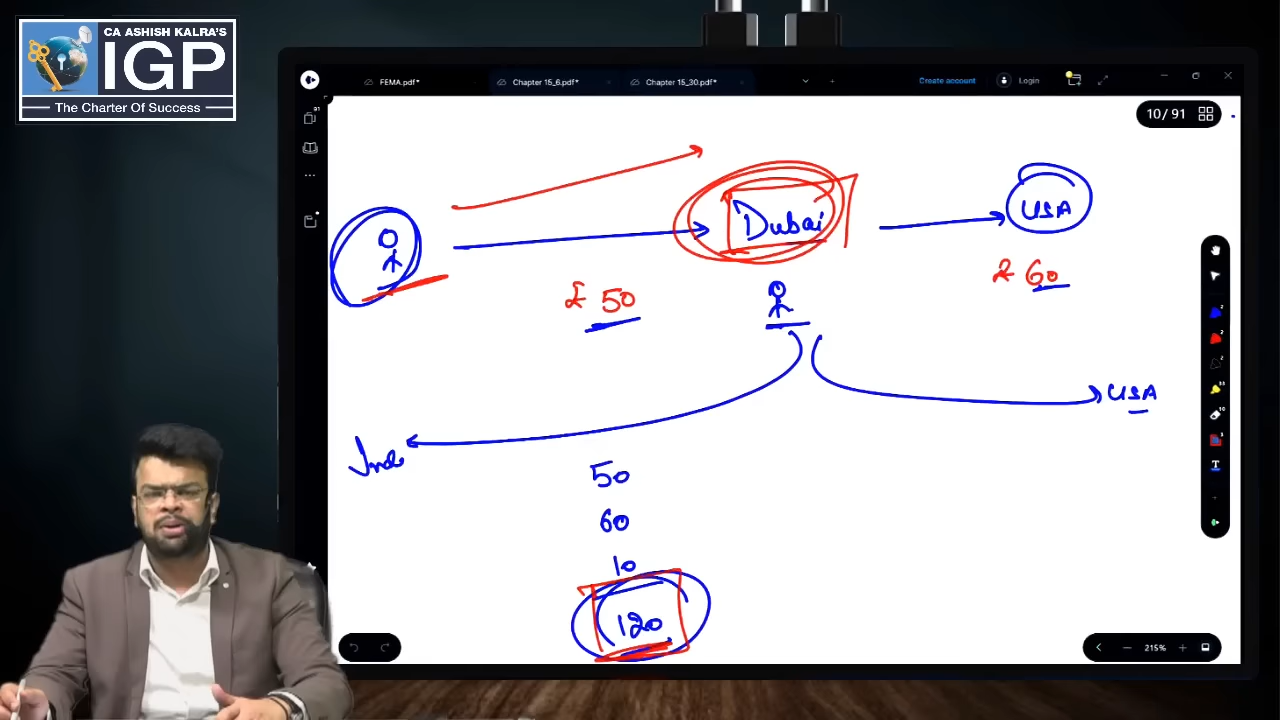 CA ASHISH KALRA'S
IGP
The Charter Of Success
FEMA.pdf*
Chapter 15_6.pdf*
Chapter 15_30.pdf*
Create account
Login
91
10/ 91
Dubai
USA
₹ 50
₹ 60
USA
50
60
10
120
215%
T